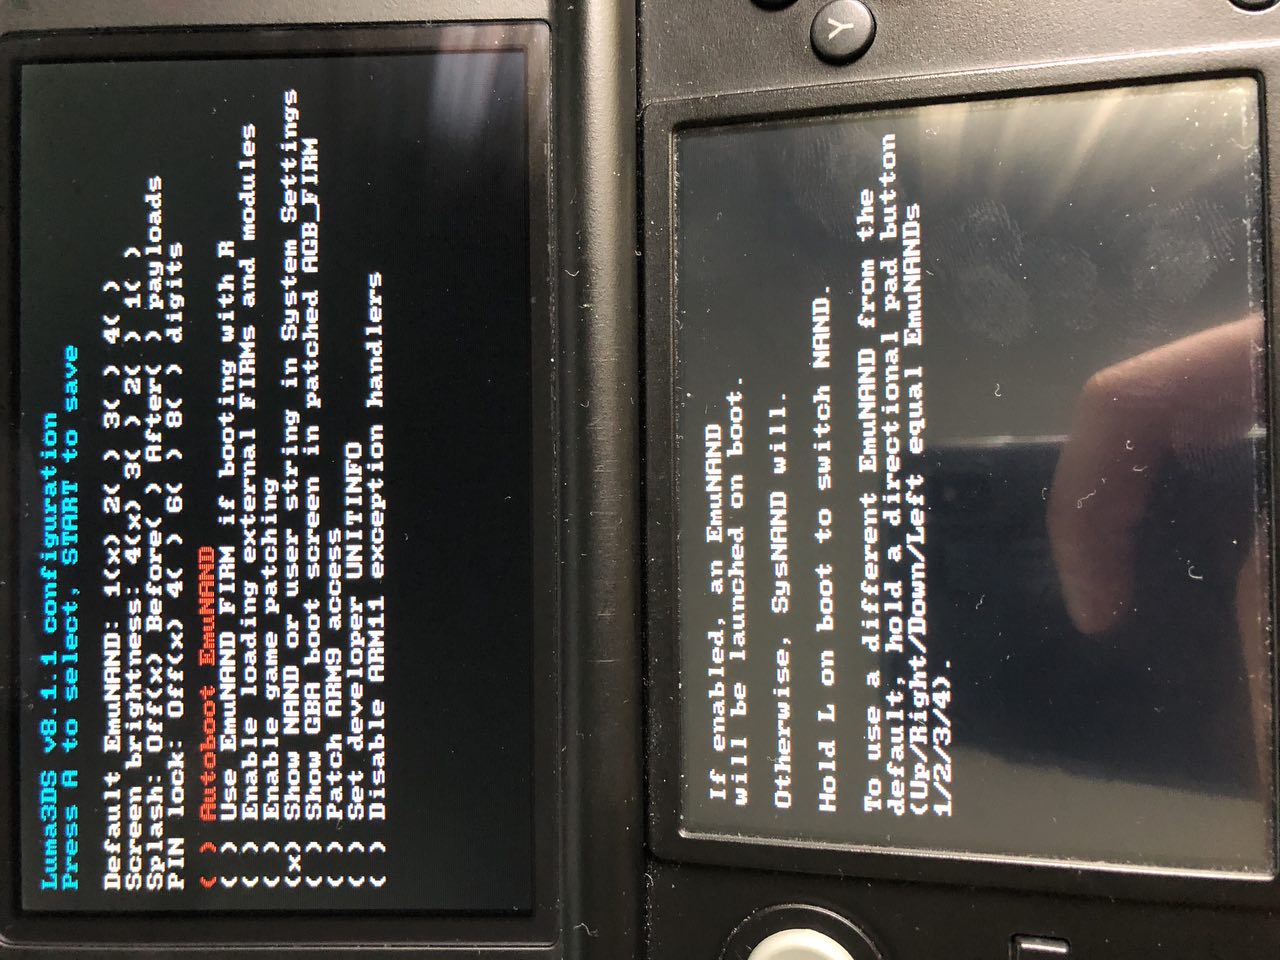 Luma3DS v8.1.1 configuration
Press A to select, START to save
Default EmuNAND: 1(x) 2( ) 3( ) 4( )
Screen brightness: 4(x) 3( ) 2( ) 1( )
Splash: Off(x) Before( ) After( ) payloads
PIN lock: Off(x) 4( ) 6( ) 8( ) digits
( ) Autoboot EmuNAND
( ) Use EmuNAND FIRM if booting with R
( ) Enable loading external FIRMs and modules
( ) Enable game patching
(x) Show NAND or user string in System Settings
( ) Show GBA boot screen in patched AGB_FIRM
( ) Patch ARM9 access
( ) Set developer UNITINFO
( ) Disable ARM11 exception handlers
If enabled, an EmuNAND
will be launched on boot.
Otherwise, SysNAND will.
Hold L on boot to switch NAND.
To use a different EmuNAND from the
default, hold a directional pad button
(Up/Right/Down/Left equal EmuNANDs
1/2/3/4).
Y